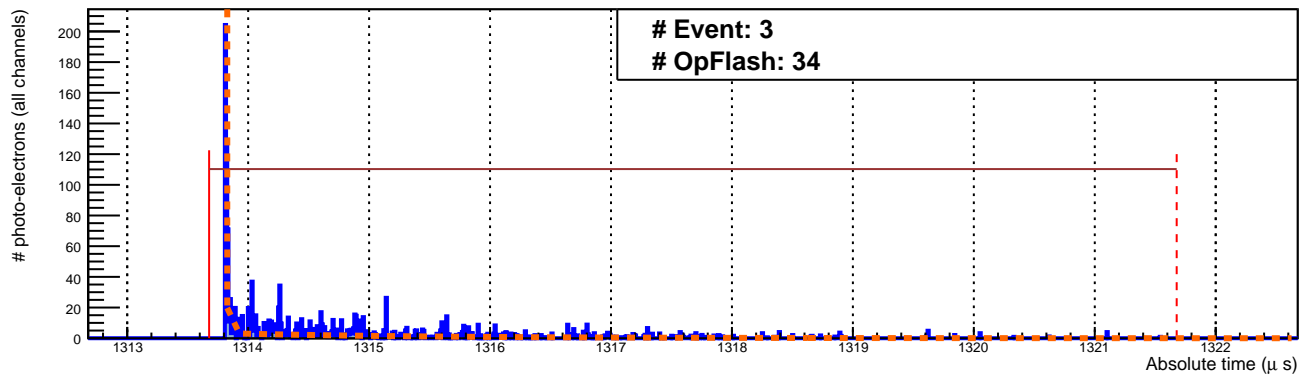 # Event: 3
# OpFlash: 34
# photo-electrons (all channels)
200
180
160
140
120
100
80
60
40
20
0
1313 1314 1315 1316 1317 1318 1319 1320 1321 1322
Absolute time (μ s)